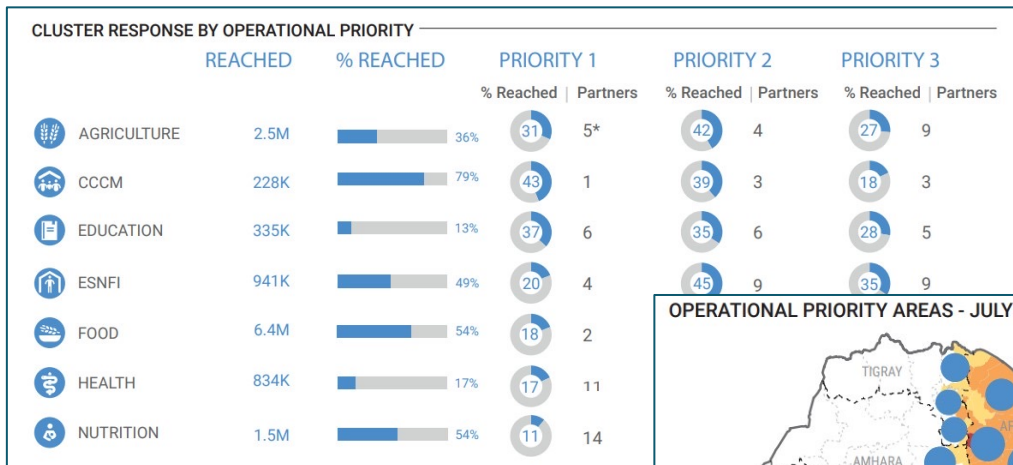 CLUSTER RESPONSE BY OPERATIONAL PRIORITY
REACHED % REACHED PRIORITY 1 PRIORITY 2 PRIORITY 3
% Reached | Partners % Reached | Partners % Reached | Partners
AGRICULTURE 2.5M 36% 31 5* 42 4 27 9
CCCM 228K 79% 43 1 39 3 18 3
EDUCATION 335K 13% 37 6 35 6 28 5
ESNFI 941K 49% 20 4 45 9 35 9
FOOD 6.4M 54% 18 2
HEALTH 834K 17% 17 11
NUTRITION 1.5M 54% 11 14
OPERATIONAL PRIORITY AREAS - JULY
TIGRAY
AMHARA